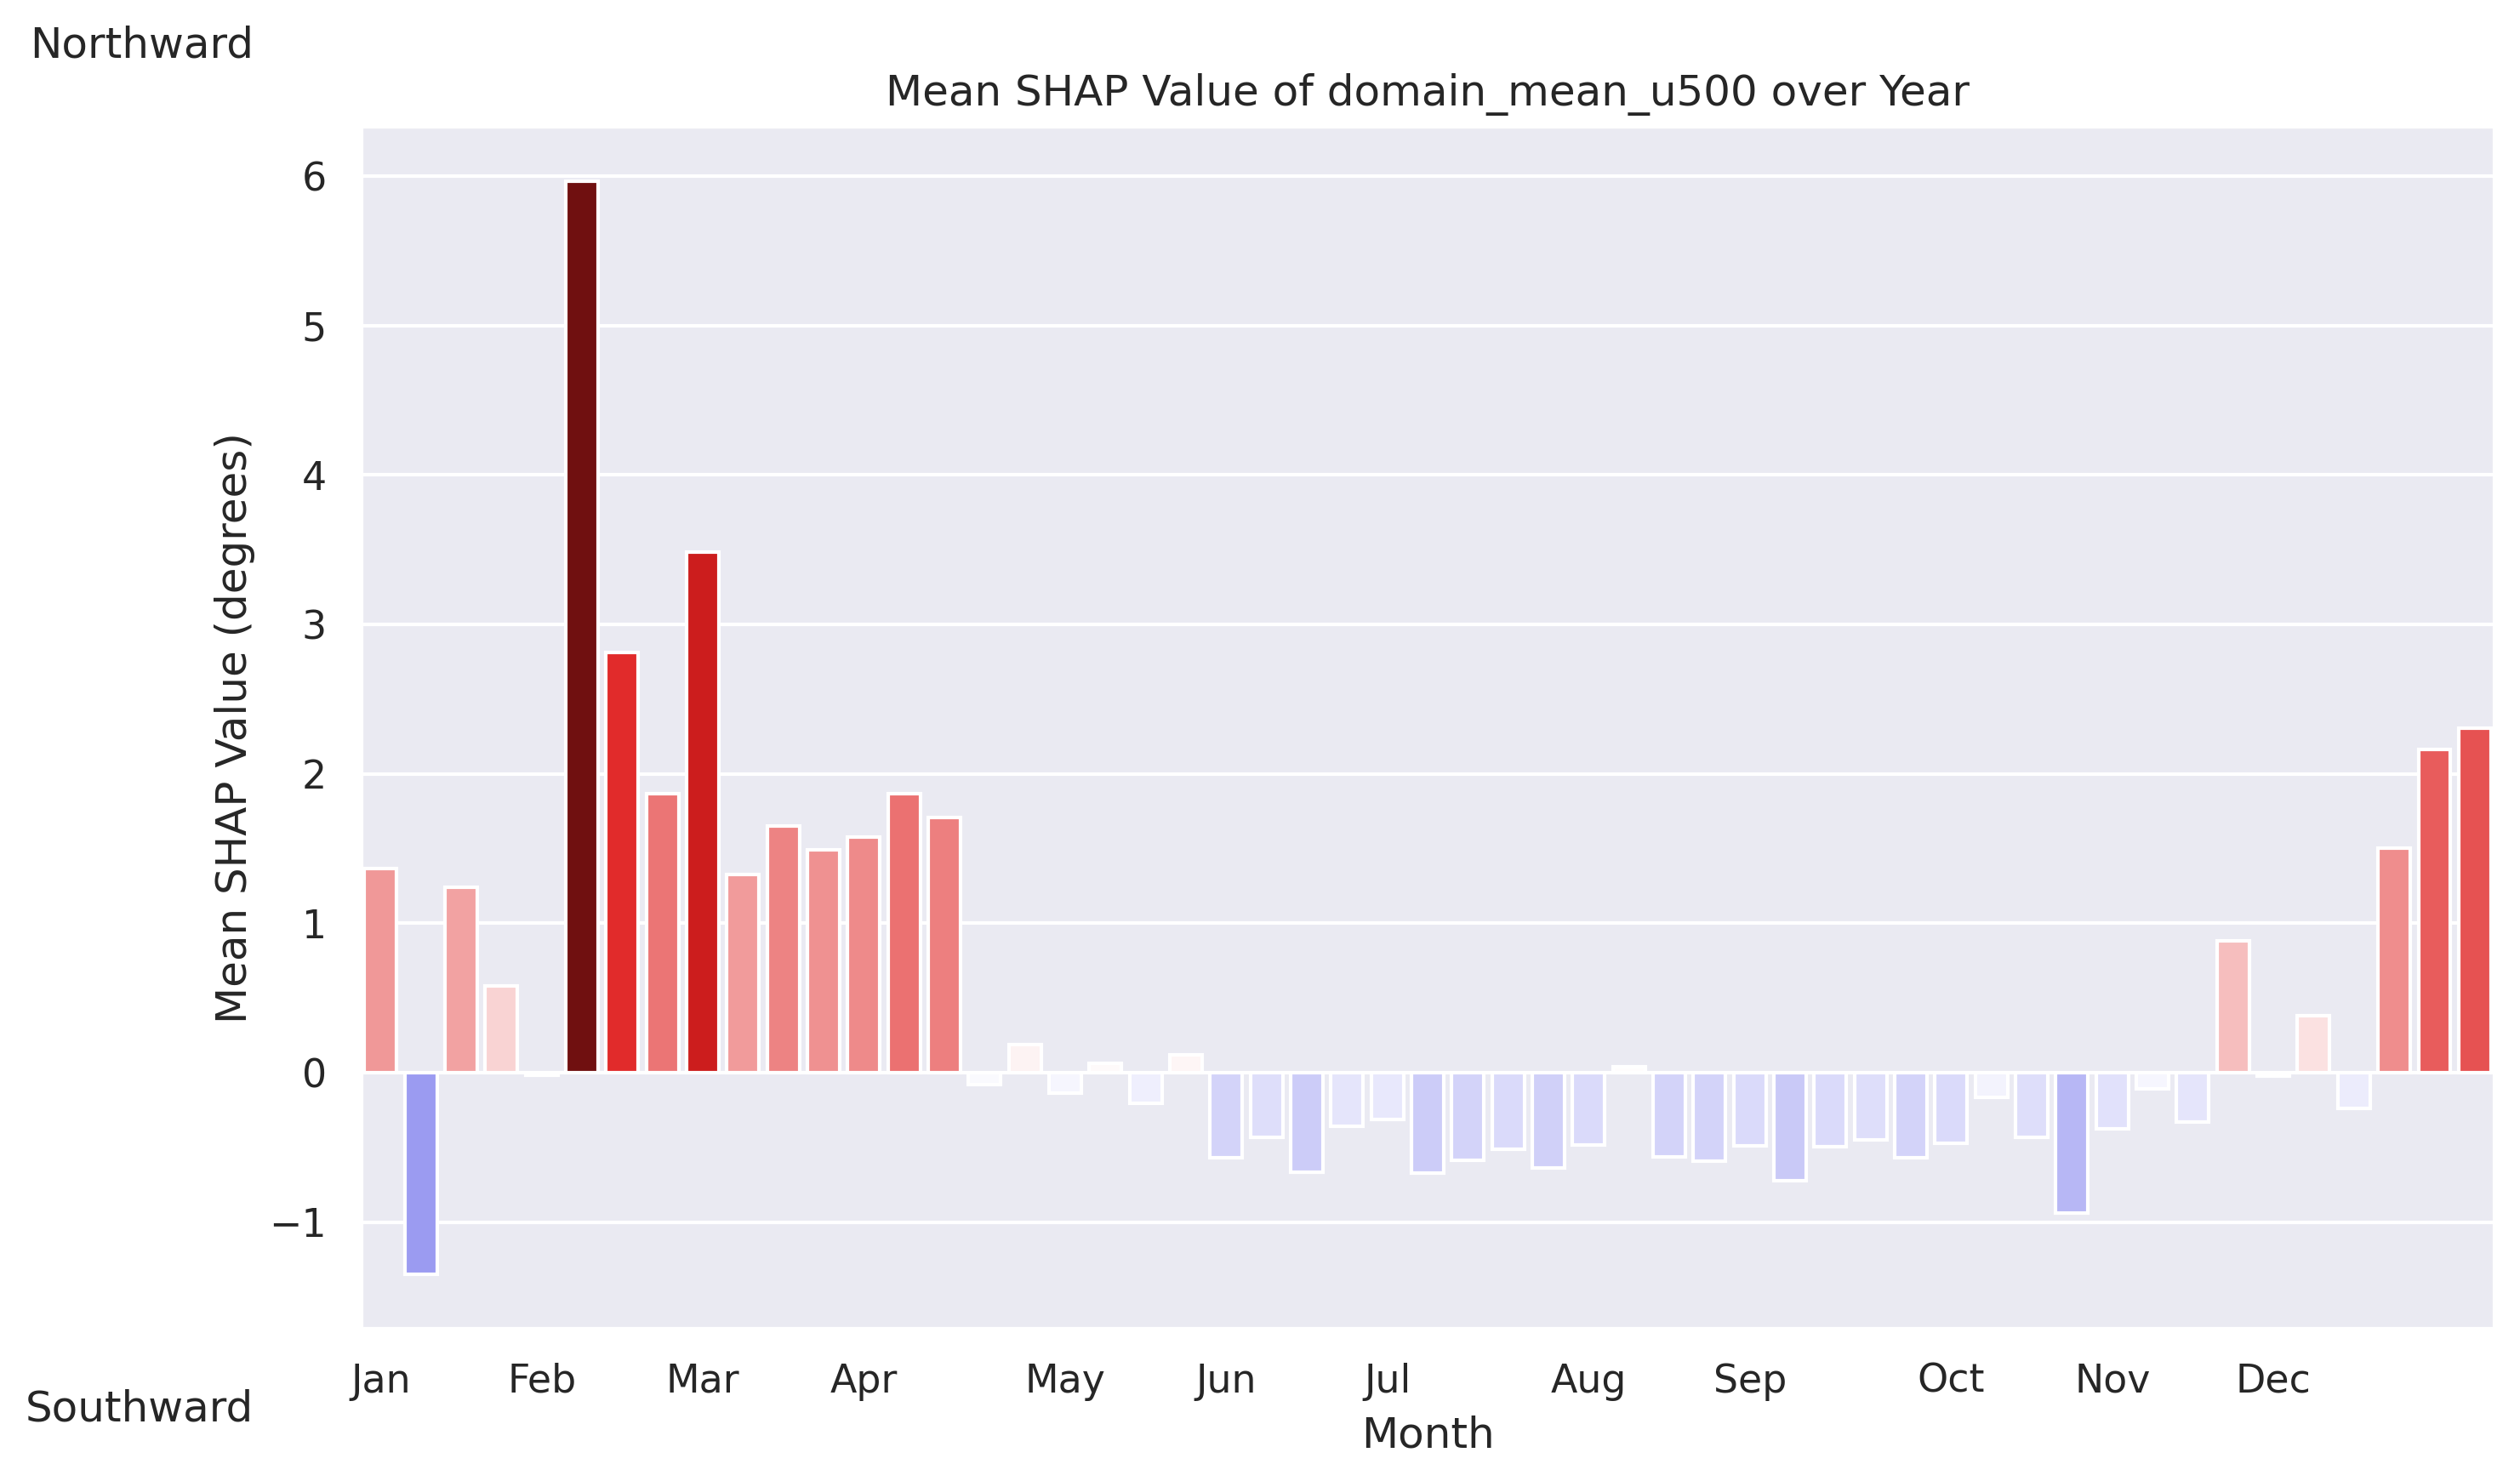 Northward
Mean SHAP Value of domain_mean_u500 over Year
Mean SHAP Value (degrees)
6
5
4
3
2
1
0
−1
Jan Feb Mar Apr May Jun Jul Aug Sep Oct Nov Dec
Southward
Month